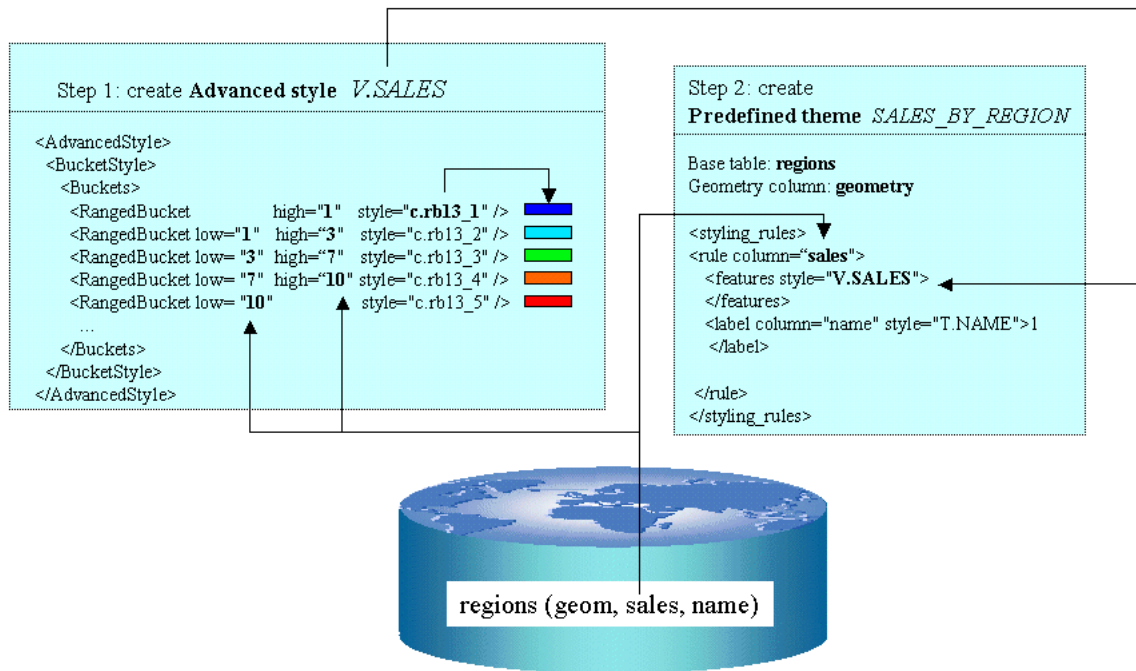 Step 1: create Advanced style V.SALES
<AdvancedStyle>
<BucketStyle>
<Buckets>
<RangedBucket high="1" style="c.rb13_1" />
<RangedBucket low="1" high=“3” style="c.rb13_2" />
<RangedBucket low= "3" high=“7” style="c.rb13_3" />
<RangedBucket low= "7" high=“10” style="c.rb13_4" />
<RangedBucket low= "10" style="c.rb13_5" />
...
</Buckets>
</BucketStyle>
</AdvancedStyle>
Step 2: create
Predefined theme SALES_BY_REGION
Base table: regions
Geometry column: geometry
<styling_rules>
<rule column=“sales">
<features style="V.SALES">
</features>
<label column="name" style="T.NAME">1
</label>
</rule>
</styling_rules>
regions (geom, sales, name)